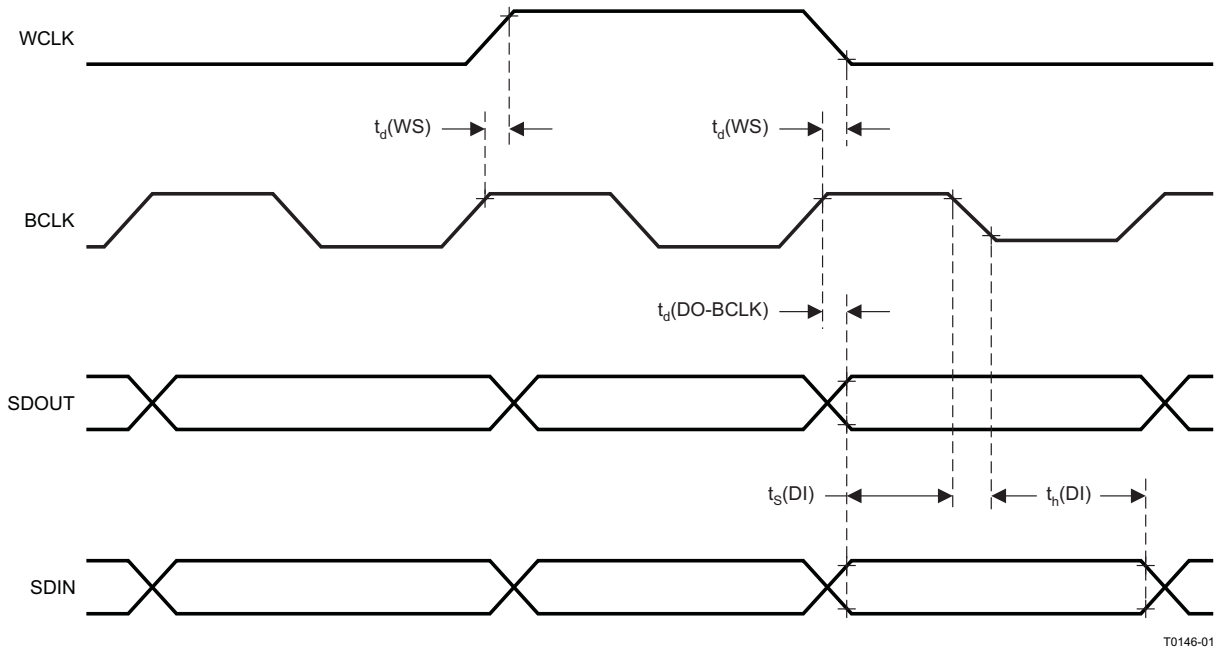 WCLK
t_d(WS)
t_d(WS)
BCLK
t_d(DO-BCLK)
SDOUT
t_S(DI)
t_h(DI)
SDIN
T0146-01